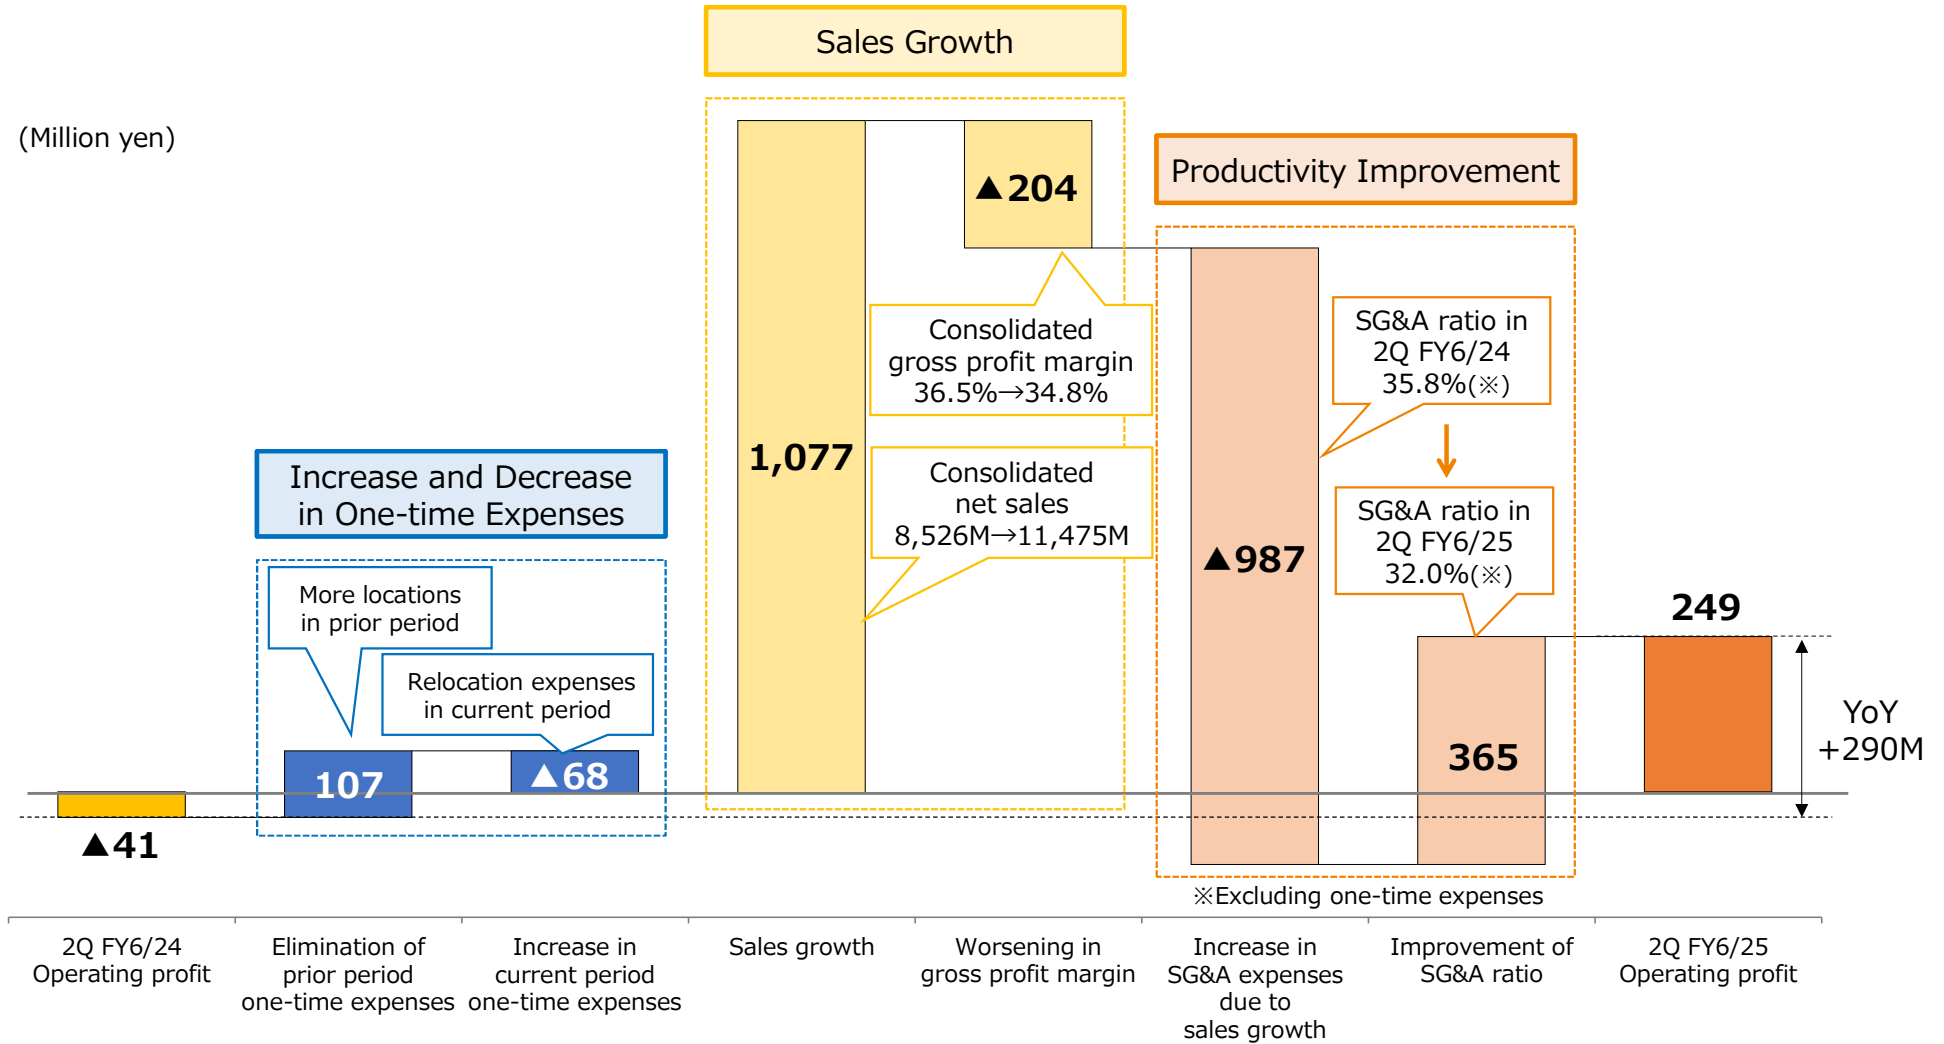 Sales Growth
(Million yen)
▲204
Productivity Improvement
Consolidated
gross profit margin
36.5%→34.8%
SG&A ratio in
2Q FY6/24
35.8%(※)
1,077
Increase and Decrease
in One-time Expenses
Consolidated
net sales
8,526M→11,475M
SG&A ratio in
2Q FY6/25
32.0%(※)
▲987
More locations
in prior period
249
Relocation expenses
in current period
YoY
+290M
107
▲68
365
▲41
※Excluding one-time expenses
2Q FY6/24
Operating profit
Elimination of
prior period
one-time expenses
Increase in
current period
one-time expenses
Sales growth
Worsening in
gross profit margin
Increase in
SG&A expenses
due to
sales growth
Improvement of
SG&A ratio
2Q FY6/25
Operating profit